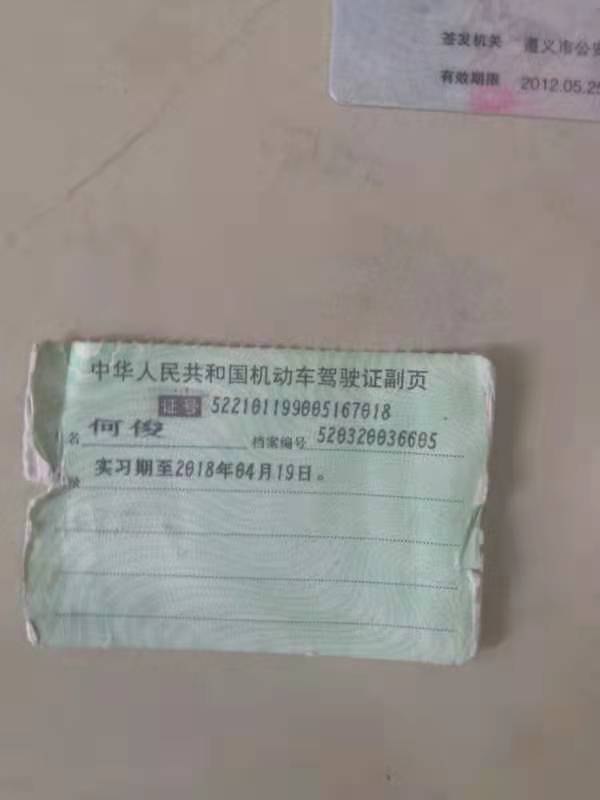 签发机关 遵义市公安
有效期限 2012.05.25
中华人民共和国机动车驾驶证副页
证号 522101199005167018
名 何俊 档案编号 520320036605
录 实习期至2018年04月19日。